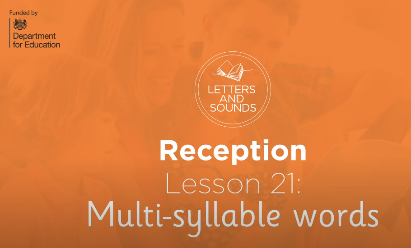 Funded by
Department
for Education
LETTERS
AND
SOUNDS
Reception
Lesson 21:
Multi-syllable words